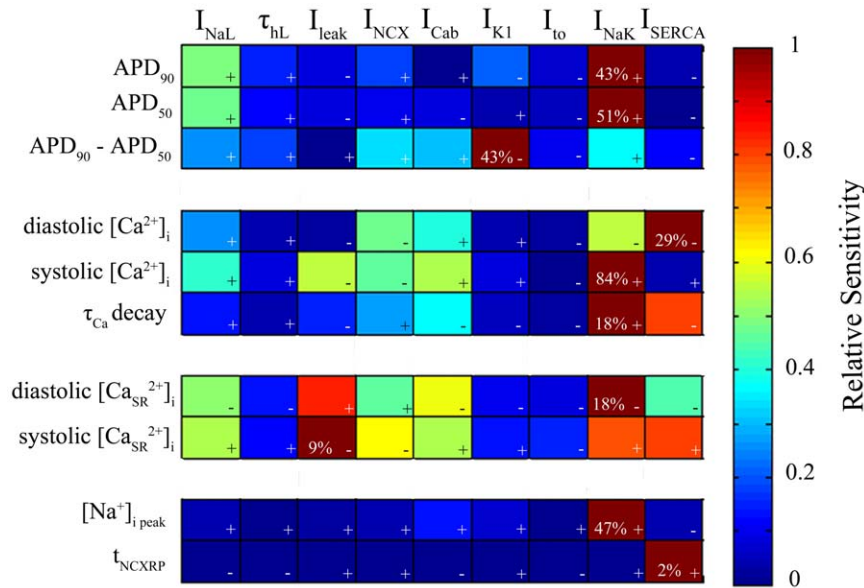 I_NaL τ_hL I_leak I_NCX I_Cab I_K1 I_to I_NaK I_SERCA
APD_90 + + - + + - - 43% + -
APD_50 + + - + - + - 51% + -
APD_90 - APD_50 + + + + + 43% - - + -
diastolic [Ca^2+]_i + + - - + + - - 29% -
systolic [Ca^2+]_i + + - - + + - 84% + +
τ_Ca decay + + - + - - - 18% + -
diastolic [Ca_SR^2+]_i - - + + - - - 18% - -
systolic [Ca_SR^2+]_i + + 9% - - + + - + +
[Na^+]_i peak + + + + + + + 47% + -
t_NCXRP - - + - - - - + 2% +
1
0.8
0.6
0.4
0.2
0
Relative Sensitivity